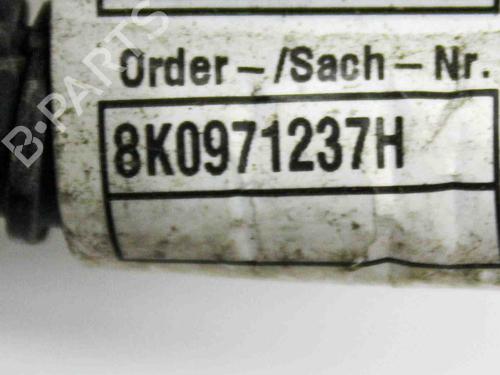 Order-/Sach-Nr.
8K0971237H
B-PARTS